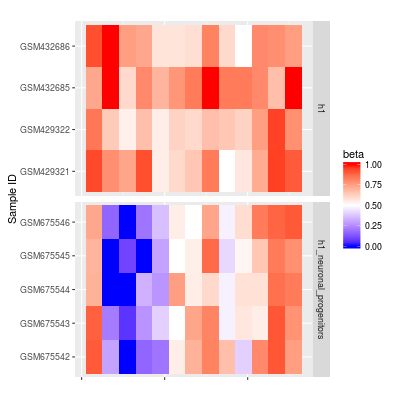 GSM432686
GSM432685
GSM429322
GSM429321
h1
GSM675546
GSM675545
GSM675544
GSM675543
GSM675542
h1_neuronal_progenitors
Sample ID
beta
1.00
0.75
0.50
0.25
0.00